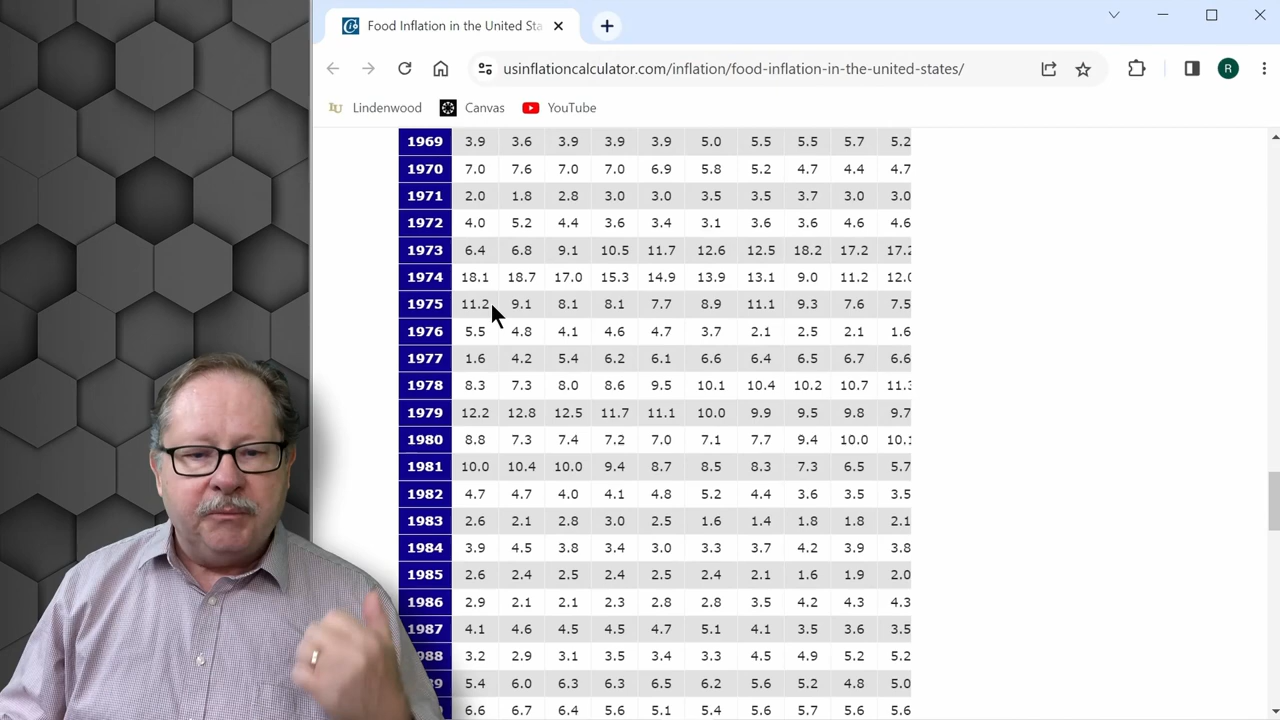 Food Inflation in the United Sta
usinflationcalculator.com/inflation/food-inflation-in-the-united-states/
R
LU Lindenwood Canvas YouTube
1969 3.9 3.6 3.9 3.9 3.9 5.0 5.5 5.5 5.7 5.2
1970 7.0 7.6 7.0 7.0 6.9 5.8 5.2 4.7 4.4 4.7
1971 2.0 1.8 2.8 3.0 3.0 3.5 3.5 3.7 3.0 3.0
1972 4.0 5.2 4.4 3.6 3.4 3.1 3.6 3.6 4.6 4.6
1973 6.4 6.8 9.1 10.5 11.7 12.6 12.5 18.2 17.2 17.2
1974 18.1 18.7 17.0 15.3 14.9 13.9 13.1 9.0 11.2 12.0
1975 11.2 9.1 8.1 8.1 7.7 8.9 11.1 9.3 7.8 7.5
1976 5.5 4.8 4.1 4.6 4.7 3.7 2.1 2.5 2.1 1.6
1977 1.6 4.2 5.4 6.2 6.1 6.6 6.4 6.5 7.7 6.6
1978 8.3 7.3 8.0 8.6 9.5 10.1 10.4 10.2 10.7 11.3
1979 12.2 12.8 12.5 11.7 11.1 10.0 9.9 9.5 9.7 9.7
1980 8.8 7.3 7.4 7.2 7.0 7.1 7.7 9.4 10.0 10.1
1981 10.0 10.4 10.0 9.4 8.7 8.5 8.3 7.3 6.5 5.7
1982 4.7 4.7 4.0 4.1 4.8 5.2 4.4 3.6 3.5 3.5
1983 2.6 2.1 2.8 3.0 2.5 1.6 1.4 1.8 1.8 2.1
1984 3.9 4.5 3.8 3.4 3.0 3.3 3.7 4.2 3.9 3.8
1985 2.6 2.4 2.5 2.4 2.5 2.4 2.1 1.6 1.9 2.0
1986 2.9 2.1 2.1 2.3 2.8 2.8 3.5 4.2 4.3 4.3
1987 4.1 4.6 4.5 4.5 4.7 5.1 4.1 3.5 3.6 3.5
88 3.2 2.9 3.1 3.5 3.4 3.8 4.5 4.9 5.2 5.2
89 5.4 6.0 6.3 6.3 6.5 6.2 5.6 5.2 4.8 5.0
6.6 6.7 6.4 5.6 5.1 5.4 5.6 5.7 5.6 5.6